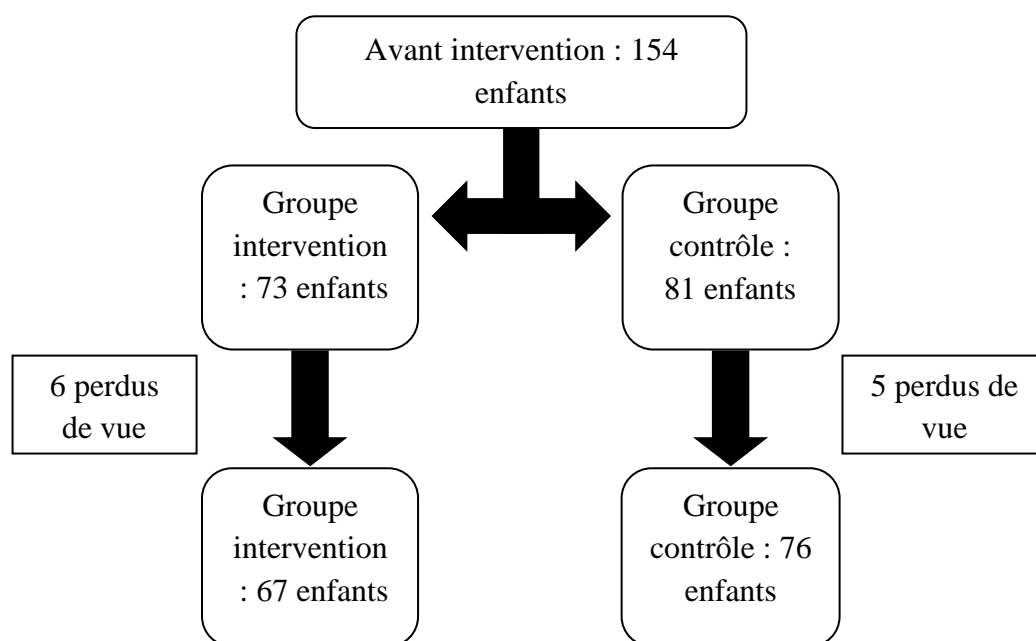 Avant intervention : 154
enfants
Groupe
intervention
: 73 enfants
Groupe
contrôle :
81 enfants
6 perdus
de vue
5 perdus de
vue
Groupe
intervention
: 67 enfants
Groupe
contrôle : 76
enfants